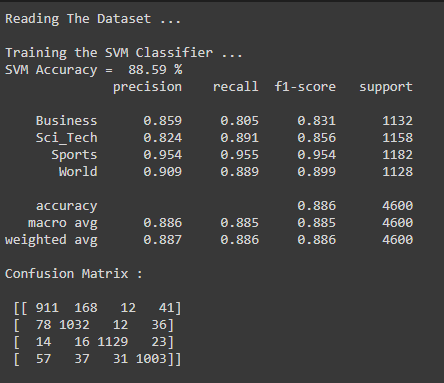 Reading The Dataset ...
Training the SVM Classifier ...
SVM Accuracy =  88.59 %
precision    recall  f1-score   support
Business      0.859     0.805     0.831      1132
Sci_Tech      0.824     0.891     0.856      1158
Sports      0.954     0.955     0.954      1182
World      0.909     0.889     0.899      1128
accuracy                          0.886      4600
macro avg      0.886     0.885     0.885      4600
weighted avg      0.887     0.886     0.886      4600
Confusion Matrix :
[[ 911  168   12   41]
[  78 1032   12   36]
[  14   16 1129   23]
[  57   37   31 1003]]